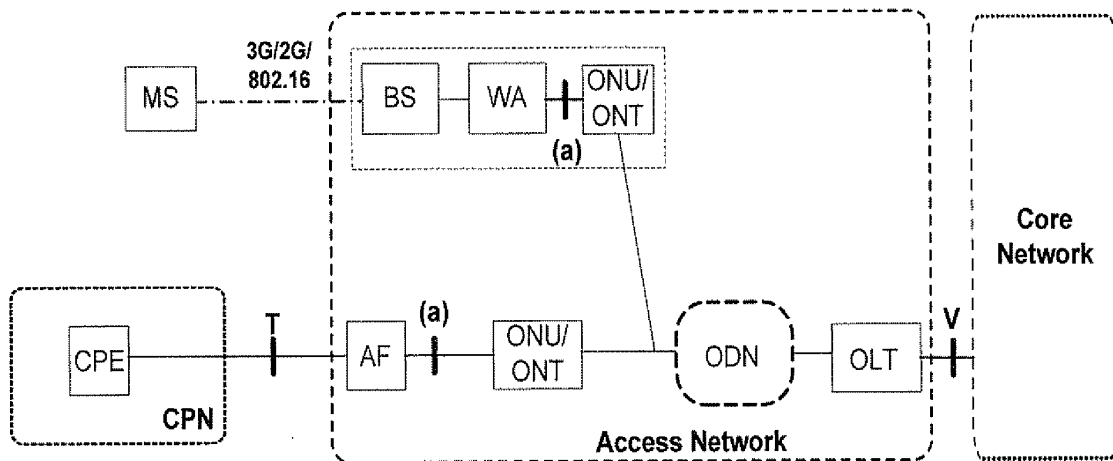 3G/2G/
802.16
MS
BS
WA
ONU/
ONT
(a)
Core
Network
T
(a)
V
CPE
AF
ONU/
ONT
ODN
OLT
CPN
Access Network